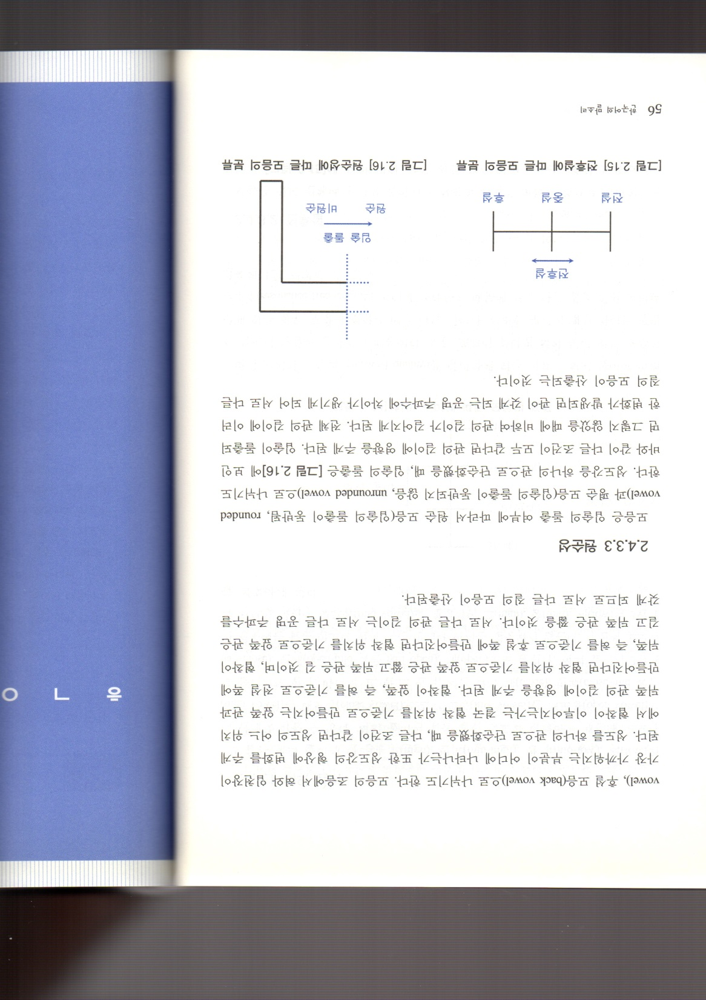 vowel), 후설 모음(back vowel)으로 나뉘기도 한다. 모음의 조음에서 혀와 입천장이
가장 가까워지는 부분이 어디에 나타나는가 또한 성도강의 형상에 변화를 주게
된다. 성도를 하나의 관으로 단순화했을 때, 다른 조건이 같다면 성도의 어느 위치
에서 협착이 이루어지는가는 결국 협착 위치를 기준으로 만들어지는 앞쪽 관과
뒤쪽 관의 길이에 영향을 주게 된다. 협착이 앞쪽, 즉 혀를 기준으로 전설 쪽에
만들어진다면 협착 위치를 기준으로 앞쪽 관은 짧고 뒤쪽 관은 길 것이며, 협착이
뒤쪽, 즉 혀를 기준으로 후설 쪽에 만들어진다면 협착 위치를 기준으로 앞쪽 관은
길고 뒤쪽 관은 짧을 것이다. 서로 다른 관의 길이는 서로 다른 공명 주파수를
갖게 되므로 서로 다른 질의 모음이 산출된다.
2.4.3.3 원순성
모음은 입술의 돌출 여부에 따라서 원순 모음(입술의 돌출이 동반됨, rounded
vowel)과 평순 모음(입술의 돌출이 동반되지 않음, unrounded vowel)으로 나뉘기도
한다. 성도강을 하나의 관으로 단순화했을 때, 입술의 돌출은 [그림 2.16]에 보인
바와 같이 다른 조건이 모두 같다면 관의 길이에 영향을 주게 된다. 입술이 돌출되
면 그렇지 않았을 때에 비하여 관의 길이가 길어지게 된다. 전체 관의 길이에 이러
한 변화가 발생되면 관이 갖게 되는 공명 주파수에 차이가 생기게 되어 서로 다른
질의 모음이 산출되는 것이다.
전후설
전설 중설 후설
[그림 2.15] 전후설에 따른 모음의 분류
입술 돌출
원순 비원순
[그림 2.16] 원순성에 따른 모음의 분류
56 한국어의 말소리
음 ㄱ ㅇ